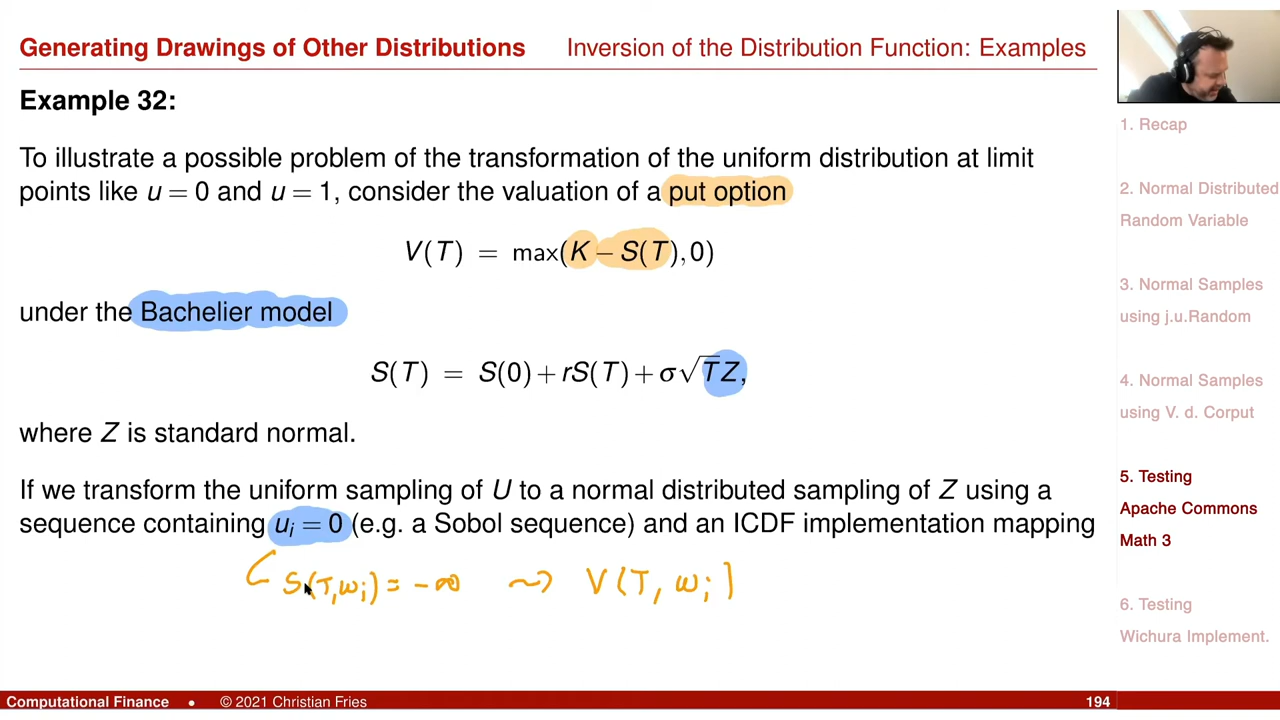 Generating Drawings of Other Distributions Inversion of the Distribution Function: Examples
Example 32:
To illustrate a possible problem of the transformation of the uniform distribution at limit
points like u = 0 and u = 1, consider the valuation of a put option
V(T) = max(K − S(T), 0)
under the Bachelier model
S(T) = S(0) + rS(T) + σ√TZ,
where Z is standard normal.
If we transform the uniform sampling of U to a normal distributed sampling of Z using a
sequence containing uᵢ = 0 (e.g. a Sobol sequence) and an ICDF implementation mapping
S(T,ωᵢ) = −∞ ⇝ V(T, ωᵢ)
1. Recap
2. Normal Distributed
Random Variable
3. Normal Samples
using j.u.Random
4. Normal Samples
using V. d. Corput
5. Testing
Apache Commons
Math 3
6. Testing
Wichura Implement.
Computational Finance • © 2021 Christian Fries 194